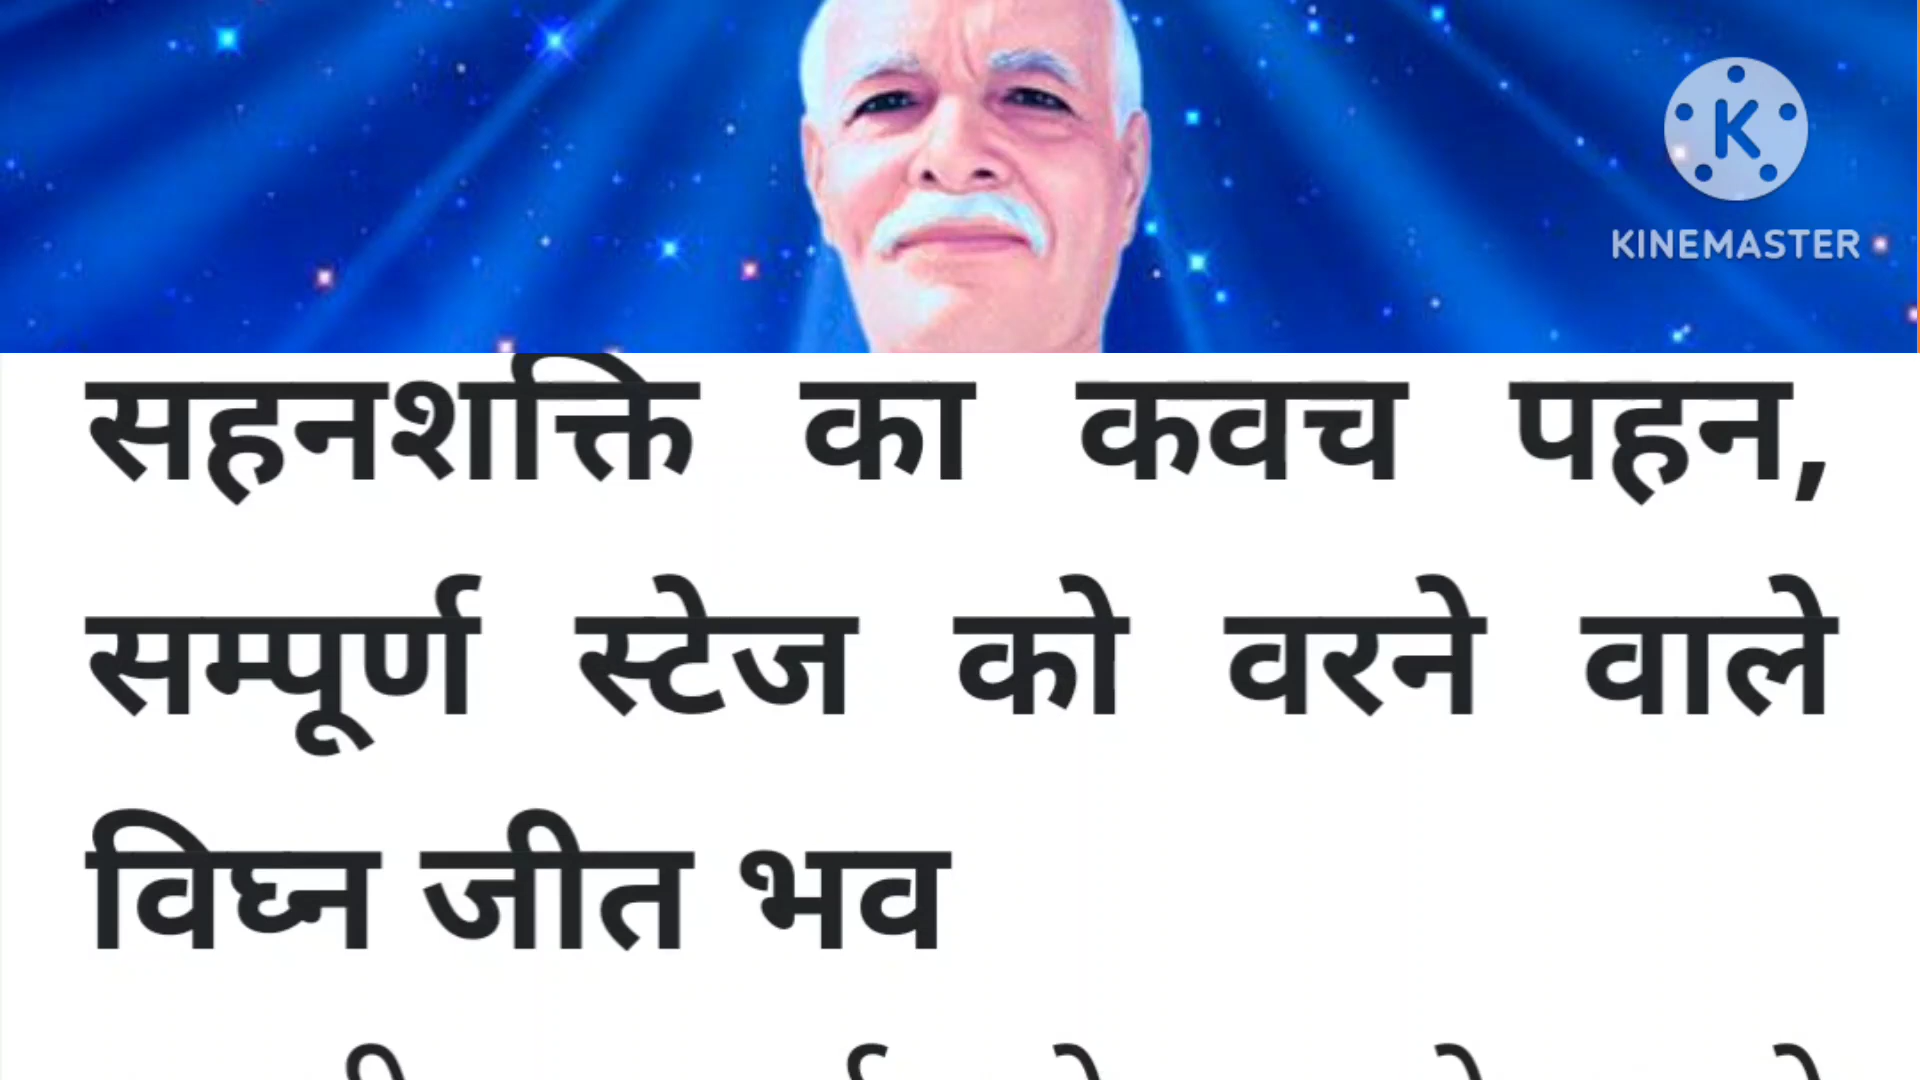 KINEMASTER
सहनशक्ति का कवच पहन,
सम्पूर्ण स्टेज को वरने वाले
विघ्न जीत भव